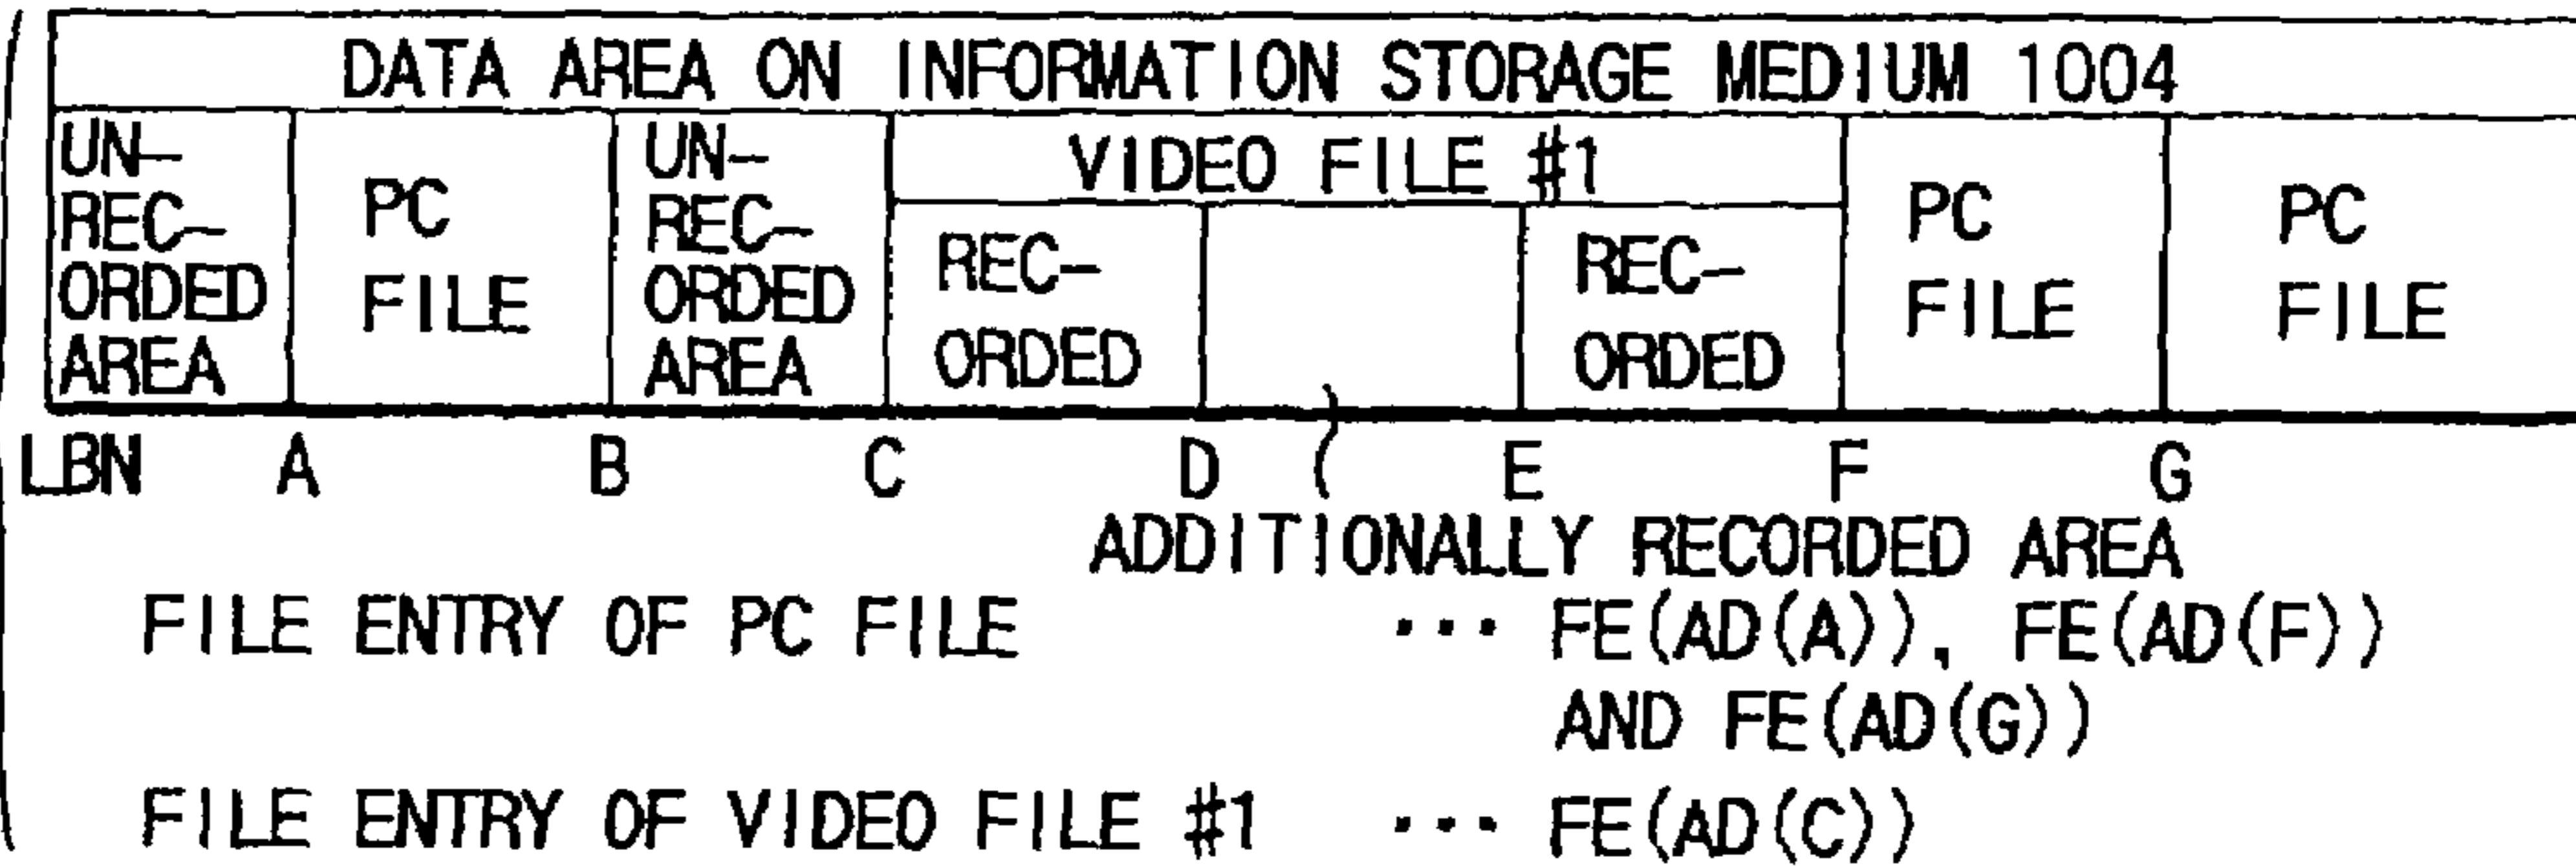 DATA AREA ON INFORMATION STORAGE MEDIUM 1004
UN-
REC-
ORDED
AREA
PC
FILE
UN-
REC-
ORDED
AREA
VIDEO FILE #1
REC-
ORDED
REC-
ORDED
PC
FILE
PC
FILE
LBN A B C D E F G
ADDITIONALLY RECORDED AREA
FILE ENTRY OF PC FILE ··· FE(AD(A)), FE(AD(F))
AND FE(AD(G))
FILE ENTRY OF VIDEO FILE #1 ··· FE(AD(C))